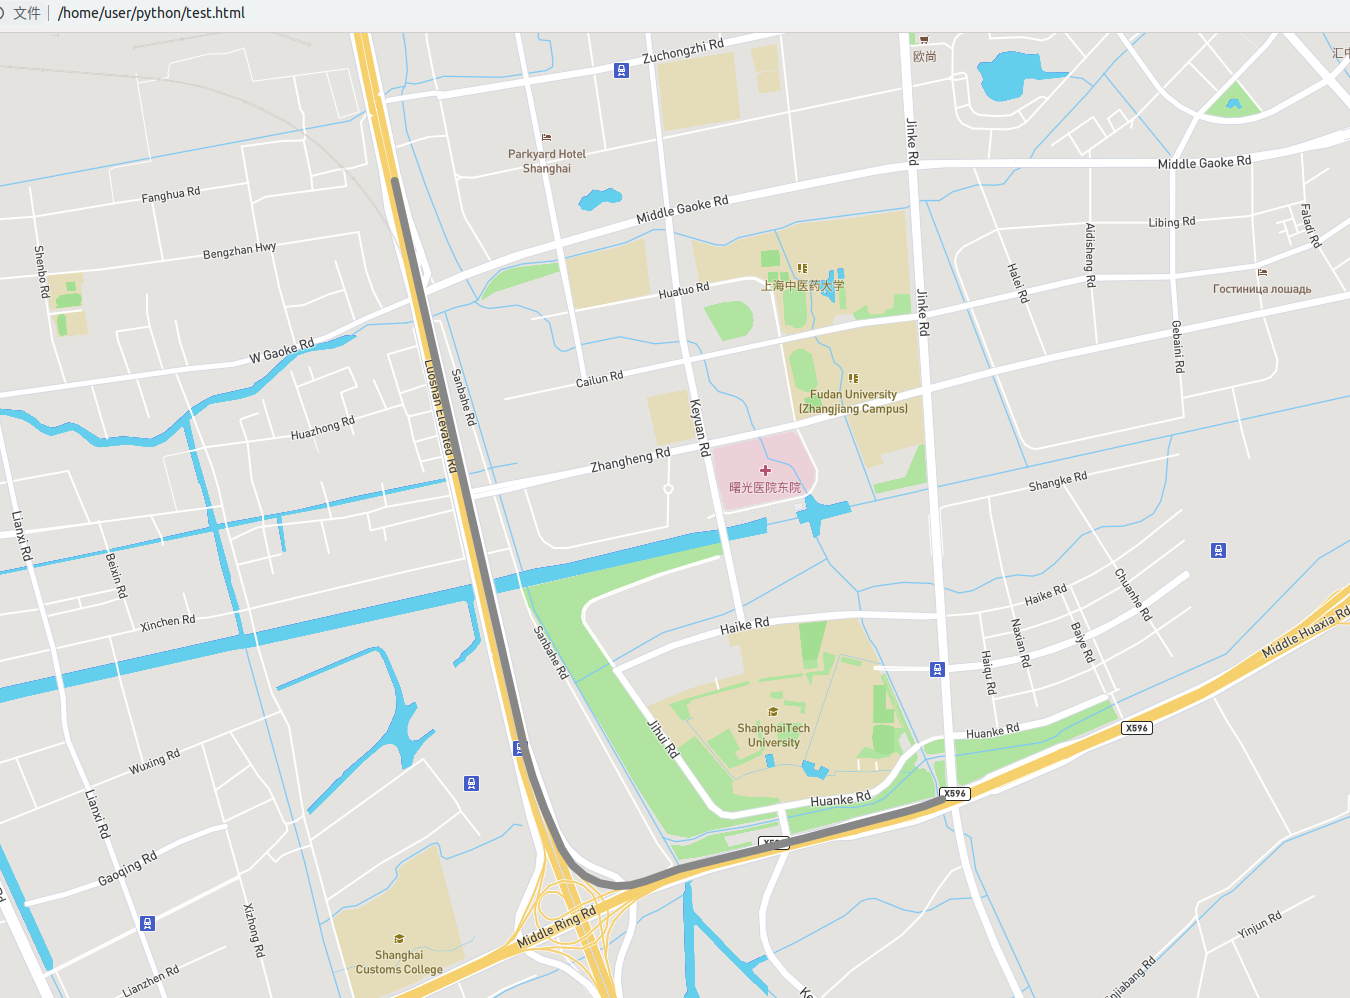 文件 /home/user/python/test.html
Zuchongzhi Rd
欧尚
Jinke Rd
Parkyard Hotel
Shanghai
Middle Gaoke Rd
Fanghua Rd
Middle Gaoke Rd
Faladi Rd
Libing Rd
Aldisheng Rd
Shenbo Rd
Bengzhan Hwy
Halei Rd
上海中医药大学
Huatuo Rd
Гостиница лошадь
Jinke Rd
Gebaini Rd
W Gaoke Rd
Luoshan Elevated Rd
Sanbahe Rd
Cailun Rd
Fudan University
(Zhangjiang Campus)
Keyuan Rd
Huazhong Rd
Zhangheng Rd
曙光医院东院
Shangke Rd
Lianxi Rd
Beixin Rd
Haike Rd
Chuanhe Rd
Xinchen Rd
Haike Rd
Naxian Rd
Baiye Rd
Middle Huaxia Rd
Sanbahe Rd
Haiqu Rd
ShanghaiTech
University
Jihui Rd
Huanke Rd
X596
Wuxing Rd
Huanke Rd
X596
Lianxi Rd
Gaoqing Rd
Xizhong Rd
Middle Ring Rd
Yinjun Rd
Shanghai
Customs College
Lianzhen Rd